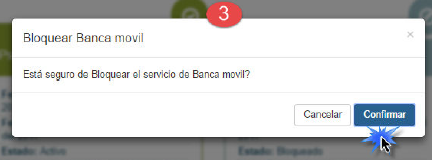 3
Bloquear Banca movil
×
Está seguro de Bloquear el servicio de Banca movil?
Cancelar
Confirmar
Estado: Activo
Estado: Bloqueado